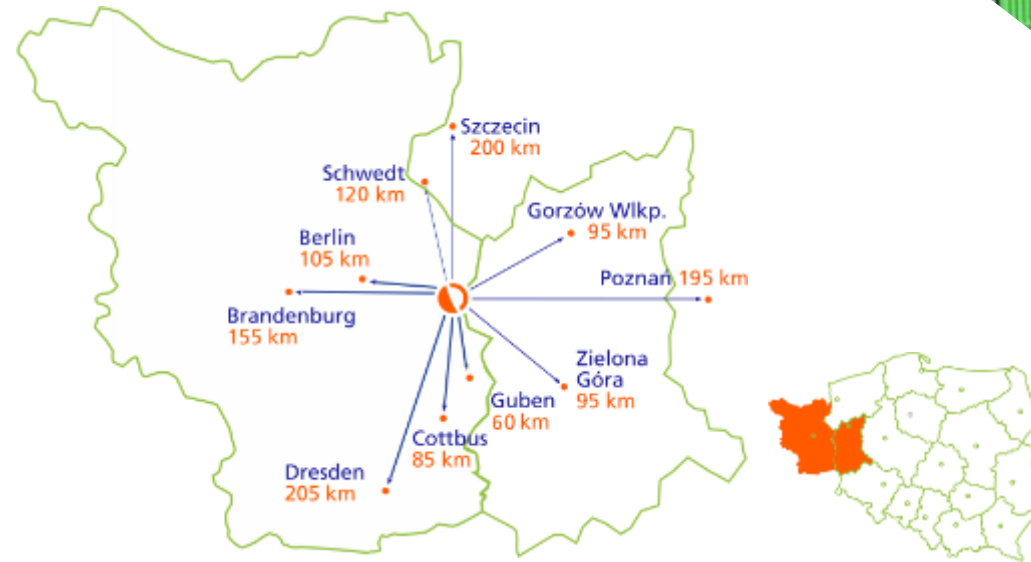 Szczecin
200 km
Schwedt
120 km
Gorzów Wlkp.
95 km
Berlin
105 km
Poznań 195 km
Brandenburg
155 km
Zielona
Góra
95 km
Guben
60 km
Cottbus
85 km
Dresden
205 km